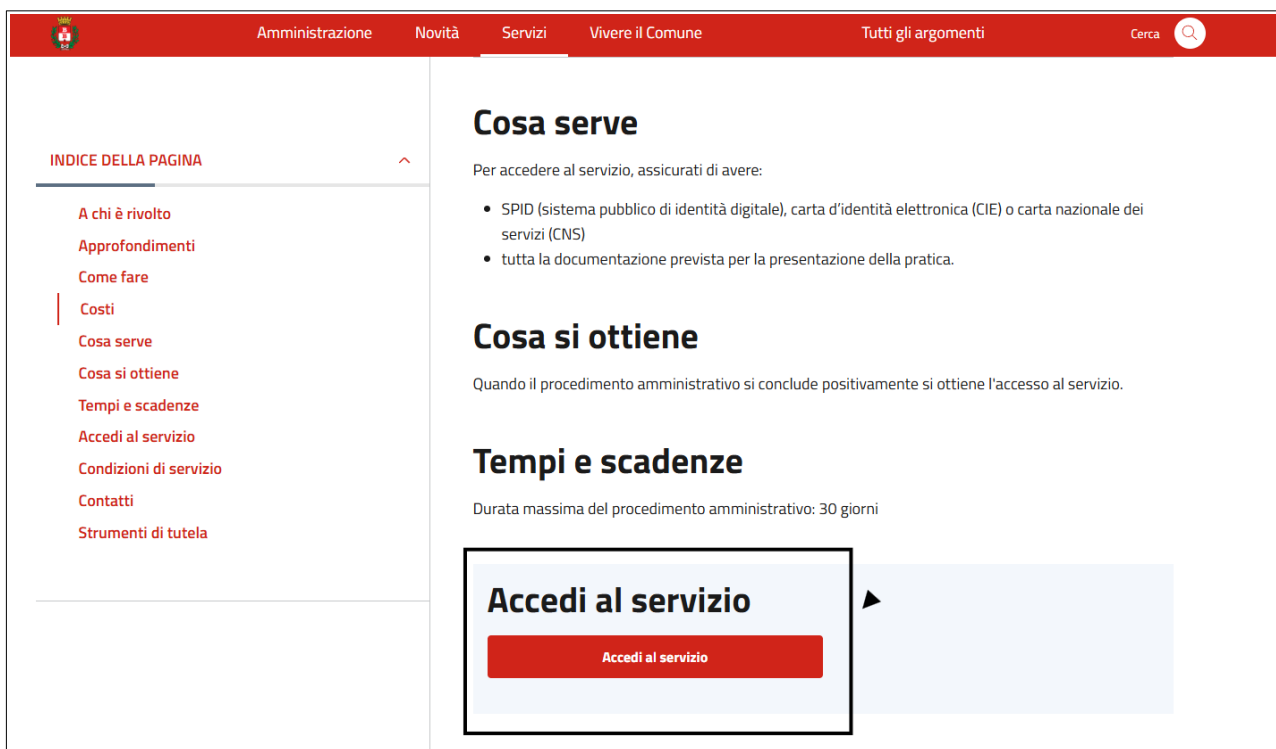 Amministrazione Novità Servizi Vivere il Comune Tutti gli argomenti Cerca
INDICE DELLA PAGINA
A chi è rivolto
Approfondimenti
Come fare
Costi
Cosa serve
Cosa si ottiene
Tempi e scadenze
Accedi al servizio
Condizioni di servizio
Contatti
Strumenti di tutela
Cosa serve
Per accedere al servizio, assicurati di avere:
SPID (sistema pubblico di identità digitale), carta d’identità elettronica (CIE) o carta nazionale dei
servizi (CNS)
tutta la documentazione prevista per la presentazione della pratica.
Cosa si ottiene
Quando il procedimento amministrativo si conclude positivamente si ottiene l'accesso al servizio.
Tempi e scadenze
Durata massima del procedimento amministrativo: 30 giorni
Accedi al servizio
Accedi al servizio